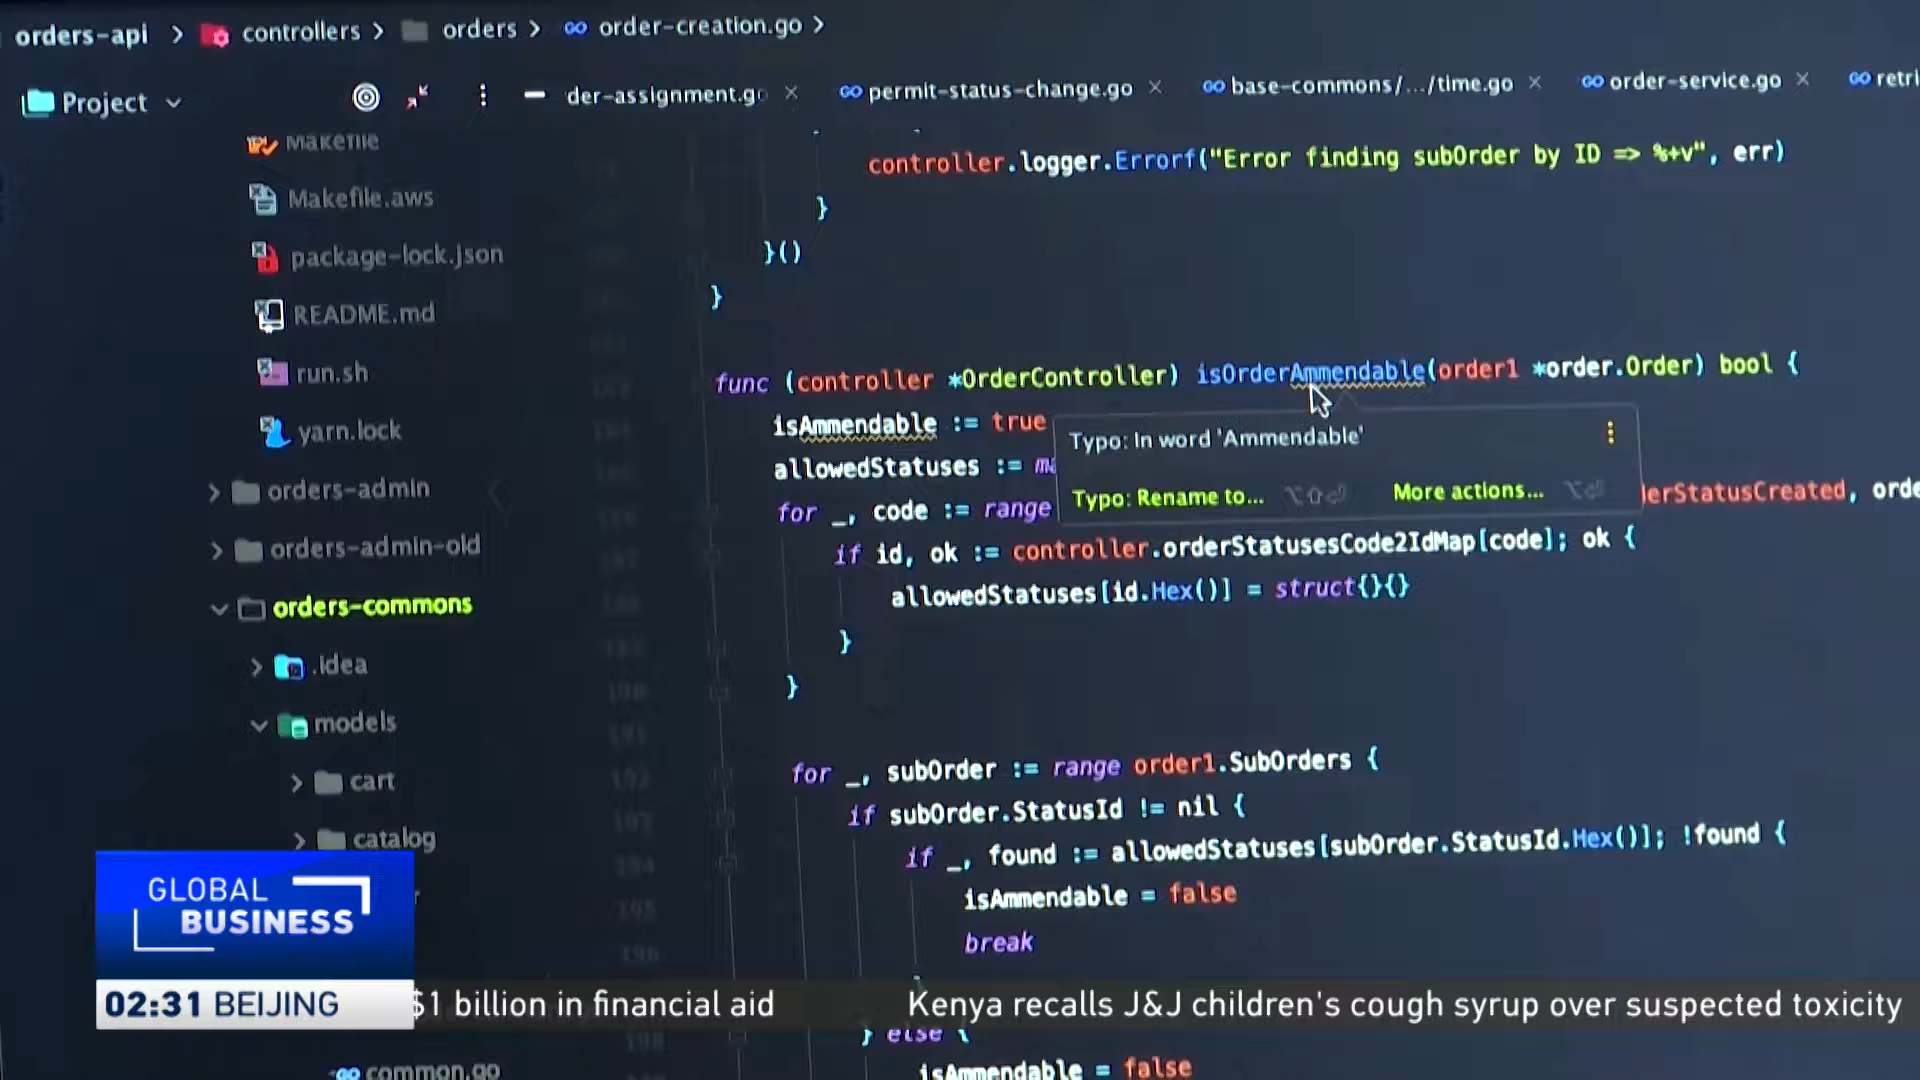 orders-api > controllers > orders > order-creation.go >
Project
der-assignment.go × permit-status-change.go × base-commons/.../time.go × order-service.go × retri
Makefile
Makefile.aws
package-lock.json
README.md
run.sh
yarn.lock
orders-admin
orders-admin-old
orders-commons
.idea
models
cart
catalog
common.go
controller.logger.Errorf("Error finding subOrder by ID => %+v", err)
}
}()
}
func (controller *OrderController) isOrderAmmendable(order1 *order.Order) bool {
isAmmendable := true
allowedStatuses := ma
for _, code := range
Typo: In word 'Ammendable'
Typo: Rename to... ⌥⇧⏎ More actions... ⌥⏎
derStatusCreated, orde
if id, ok := controller.orderStatusesCode2IdMap[code]; ok {
allowedStatuses[id.Hex()] = struct{}{}
}
}
for _, subOrder := range order1.SubOrders {
if subOrder.StatusId != nil {
if _, found := allowedStatuses[subOrder.StatusId.Hex()]; !found {
isAmmendable = false
break
} else {
isAmmendable = false
GLOBAL
BUSINESS
02:31 BEIJING
$1 billion in financial aid Kenya recalls J&J children's cough syrup over suspected toxicity